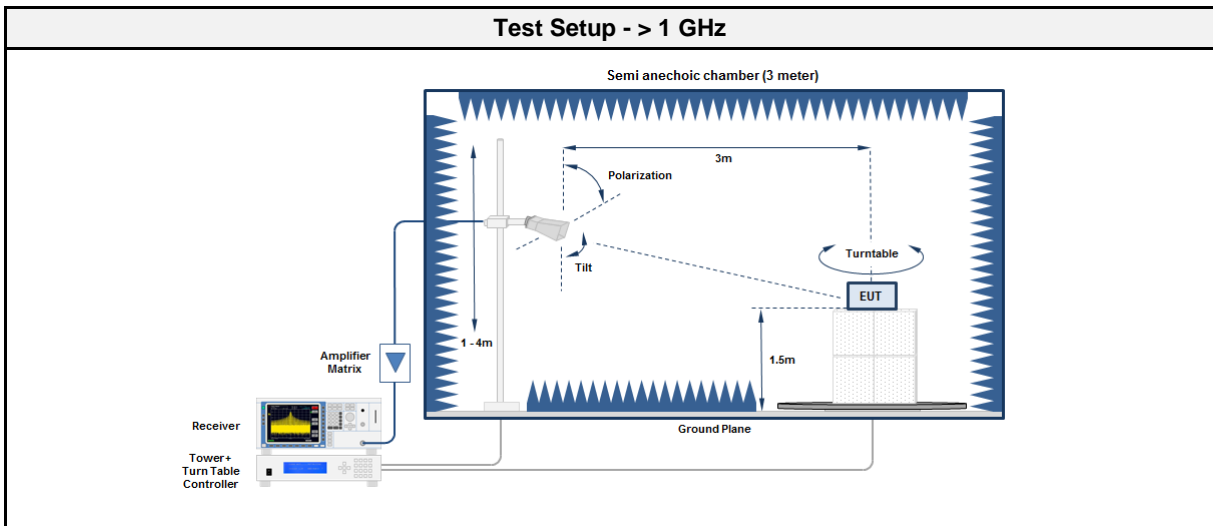 Test Setup - > 1 GHz
Semi anechoic chamber (3 meter)
3m
Polarization
Tilt
Turntable
EUT
1 - 4m
1.5m
Amplifier
Matrix
Ground Plane
Receiver
Tower+
Turn Table
Controller